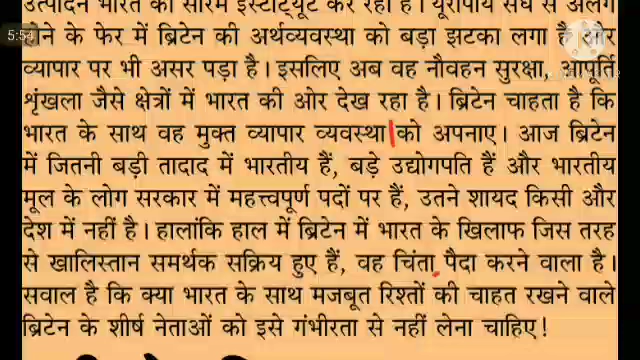 उत्पादन भारत का सीरम इंस्टीट्यूट कर रहा है। यूरोपीय संघ से अलग
होने के फेर में ब्रिटेन की अर्थव्यवस्था को बड़ा झटका लगा है और
5:54
व्यापार पर भी असर पड़ा है। इसलिए अब वह नौवहन सुरक्षा, आपूर्ति
शृंखला जैसे क्षेत्रों में भारत की ओर देख रहा है। ब्रिटेन चाहता है कि
भारत के साथ वह मुक्त व्यापार व्यवस्था को अपनाए। आज ब्रिटेन
में जितनी बड़ी तादाद में भारतीय हैं, बड़े उद्योगपति हैं और भारतीय
मूल के लोग सरकार में महत्त्वपूर्ण पदों पर हैं, उतने शायद किसी और
देश में नहीं है। हालांकि हाल में ब्रिटेन में भारत के खिलाफ जिस तरह
से खालिस्तान समर्थक सक्रिय हुए हैं, वह चिंता पैदा करने वाला है।
सवाल है कि क्या भारत के साथ मजबूत रिश्तों की चाहत रखने वाले
ब्रिटेन के शीर्ष नेताओं को इसे गंभीरता से नहीं लेना चाहिए!